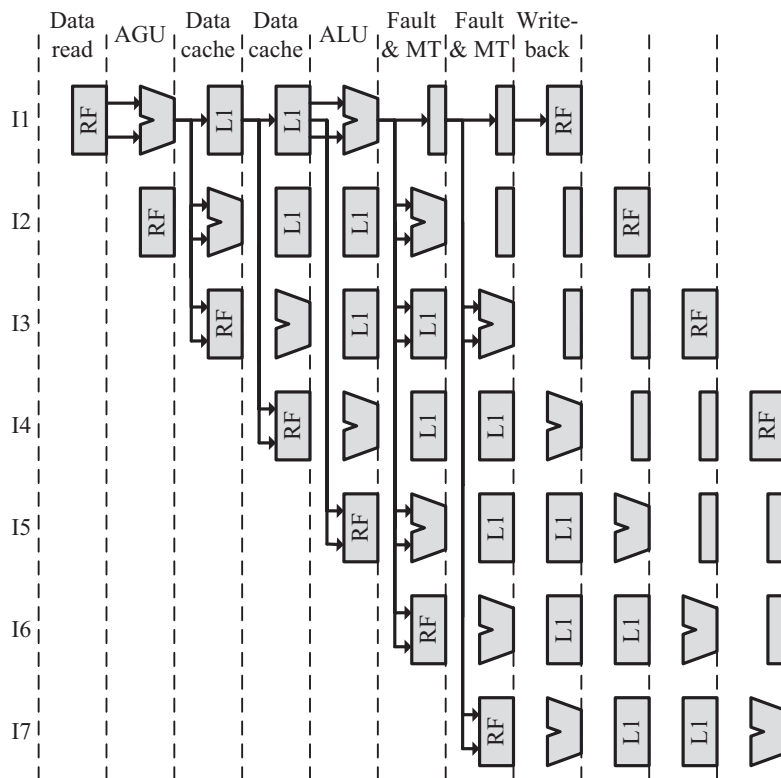 Data read
AGU
Data cache
Data cache
ALU
Fault & MT
Fault & MT
Write-back
I1
RF
L1
L1
RF
I2
RF
L1
L1
RF
I3
RF
L1
L1
RF
I4
RF
L1
L1
RF
I5
RF
L1
L1
I6
RF
L1
L1
I7
RF
L1
L1